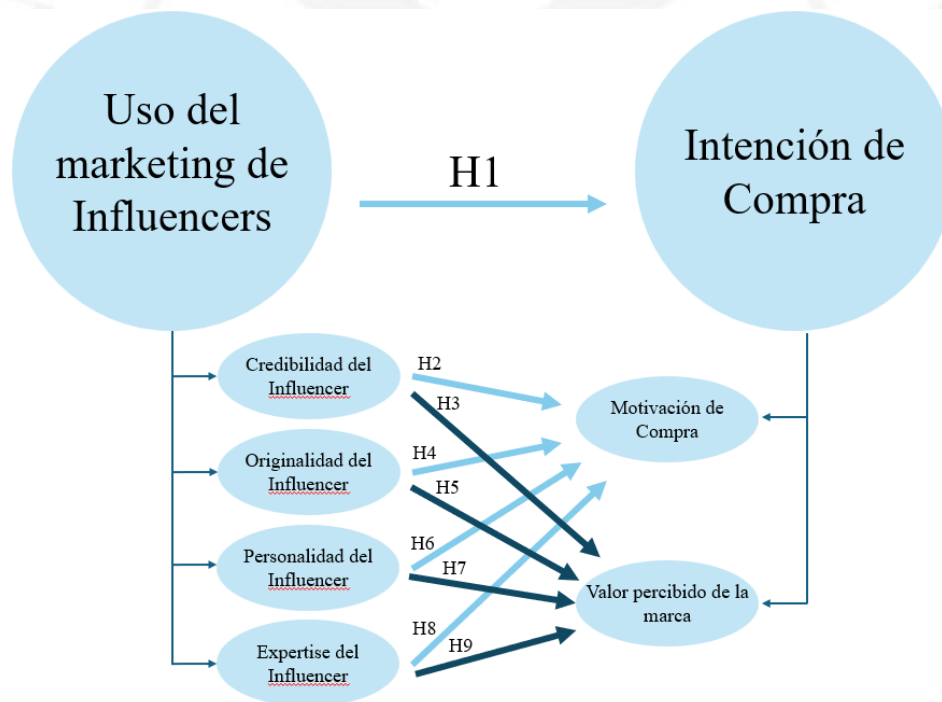 Uso del
marketing de
Influencers
H1
Intención de
Compra
Credibilidad del
Influencer
H2
H3
Motivación de
Compra
Originalidad del
Influencer
H4
H5
Personalidad del
Influencer
H6
H7
Valor percibido de la
marca
Expertise del
Influencer
H8
H9